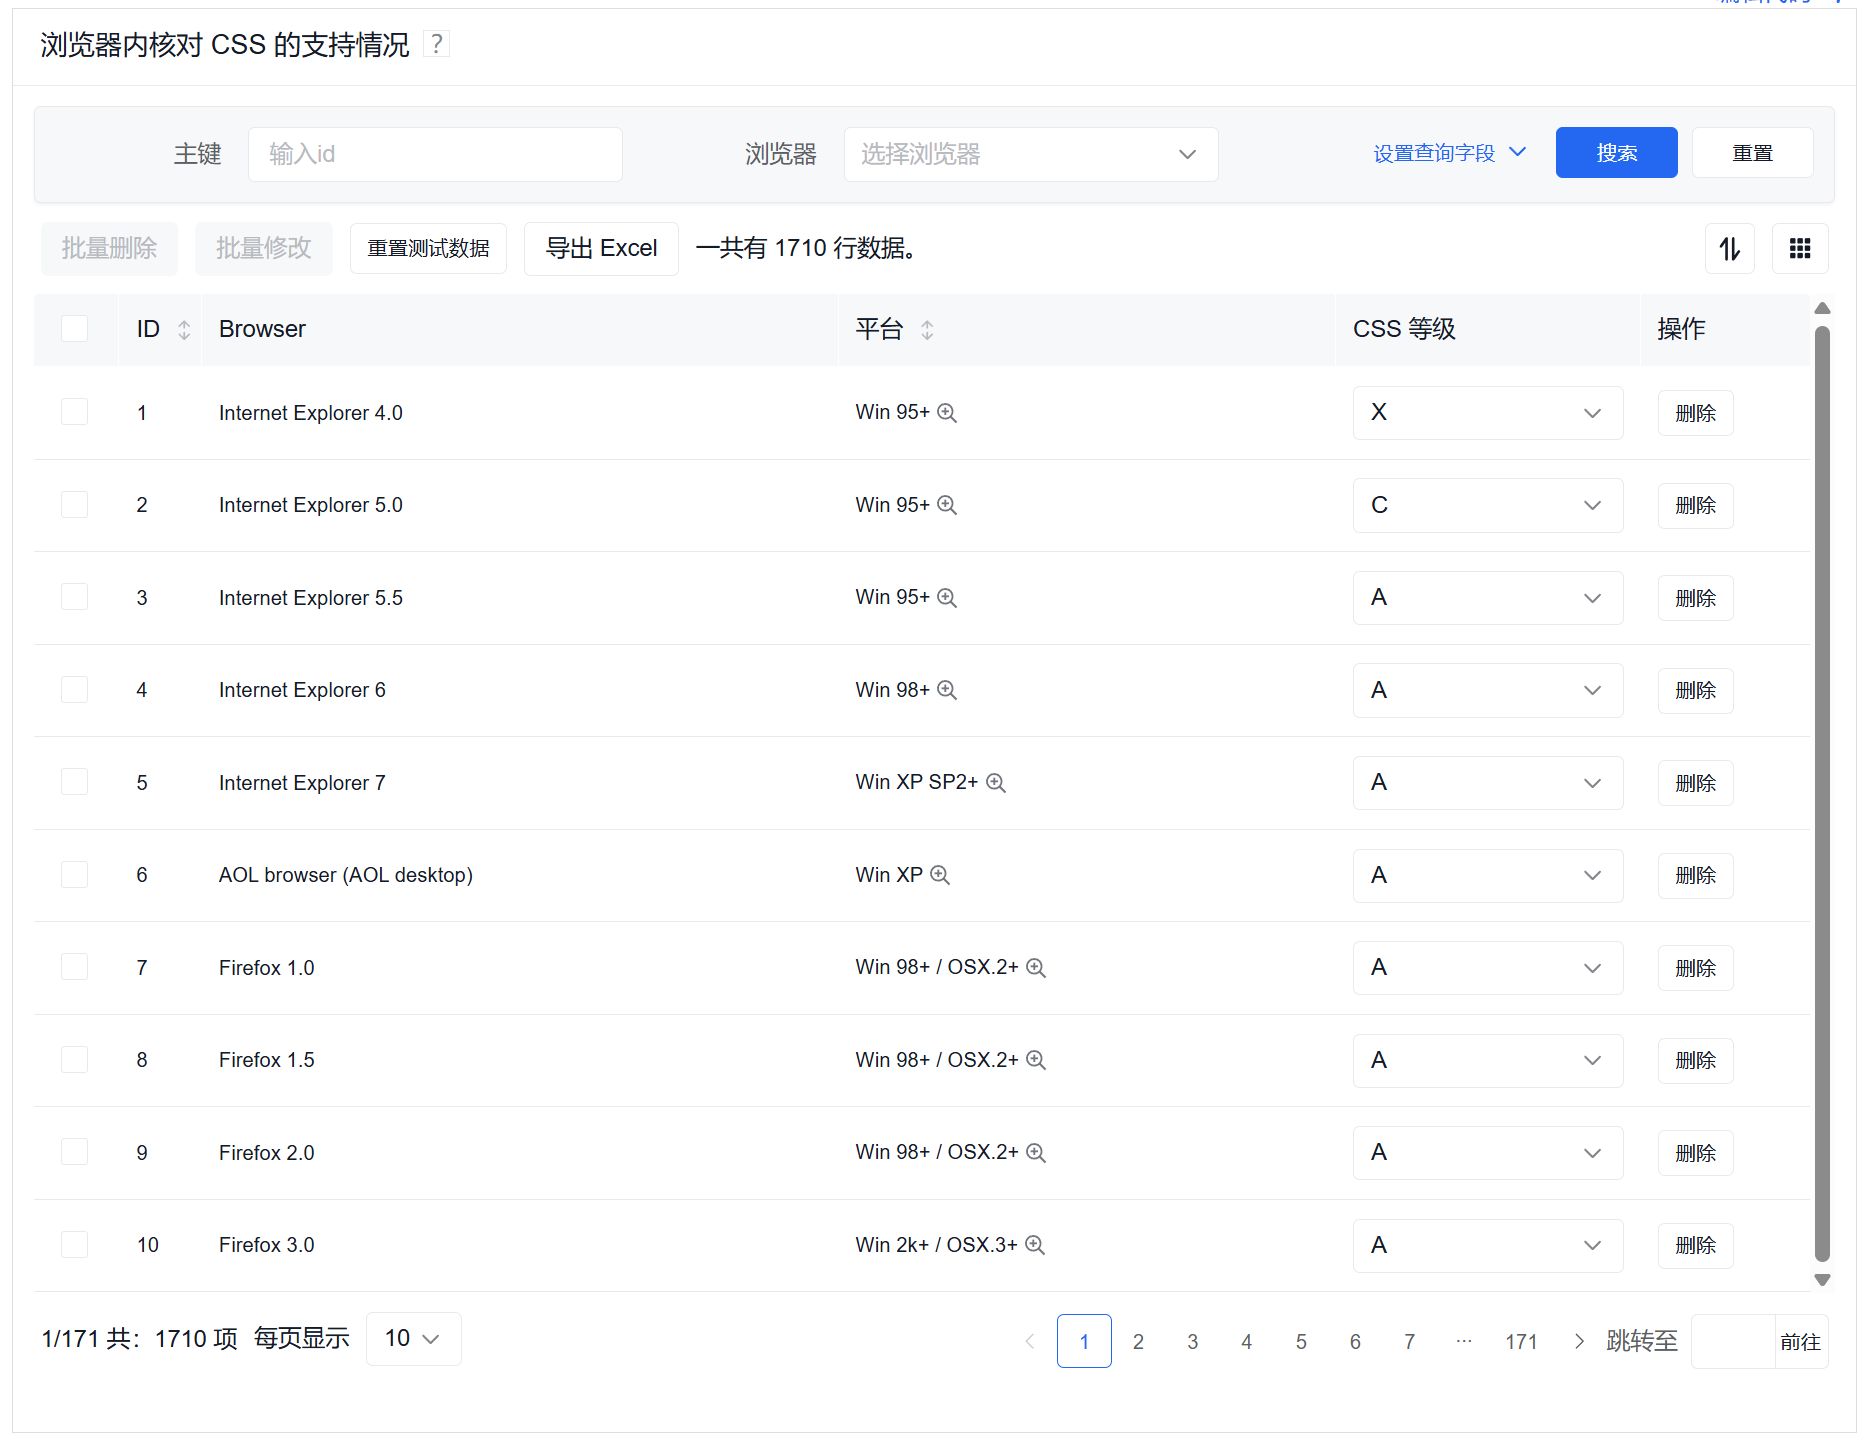 浏览器内核对 CSS 的支持情况 ?
主键 输入id 浏览器 选择浏览器 设置查询字段 搜索 重置
批量删除 批量修改 重置测试数据 导出 Excel 一共有 1710 行数据。
ID Browser 平台 CSS 等级 操作
1 Internet Explorer 4.0 Win 95+ X 删除
2 Internet Explorer 5.0 Win 95+ C 删除
3 Internet Explorer 5.5 Win 95+ A 删除
4 Internet Explorer 6 Win 98+ A 删除
5 Internet Explorer 7 Win XP SP2+ A 删除
6 AOL browser (AOL desktop) Win XP A 删除
7 Firefox 1.0 Win 98+ / OSX.2+ A 删除
8 Firefox 1.5 Win 98+ / OSX.2+ A 删除
9 Firefox 2.0 Win 98+ / OSX.2+ A 删除
10 Firefox 3.0 Win 2k+ / OSX.3+ A 删除
1/171 共：1710 项 每页显示 10 1 2 3 4 5 6 7 ··· 171 跳转至 前往